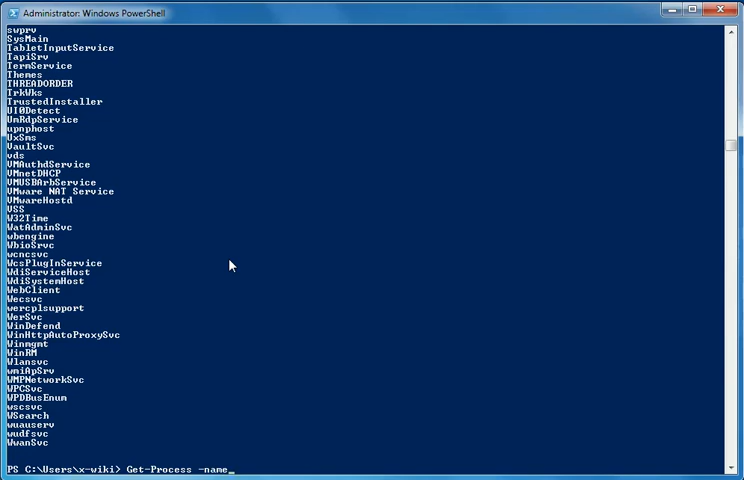 Administrator: Windows PowerShell
swprv
SysMain
TabletInputService
TapiSrv
TermService
Themes
THREADORDER
TrkWks
TrustedInstaller
UI0Detect
UmRdpService
upnphost
UxSms
VaultSvc
vds
VMAuthdService
VMnetDHCP
VMUSBArbService
VMware NAT Service
VMwareHostd
VSS
W32Time
WatAdminSvc
wbengine
WbioSrvc
wcncsvc
WcsPlugInService
WdiServiceHost
WdiSystemHost
WebClient
Wecsvc
wercplsupport
WerSvc
WinDefend
WinHttpAutoProxySvc
Winmgmt
WinRM
Wlansvc
wmiApSrv
WMPNetworkSvc
WPCSvc
WPDBusEnum
wscsvc
WSearch
wuauserv
wudfsvc
WwanSvc
PS C:\Users\x-wiki> Get-Process -name_